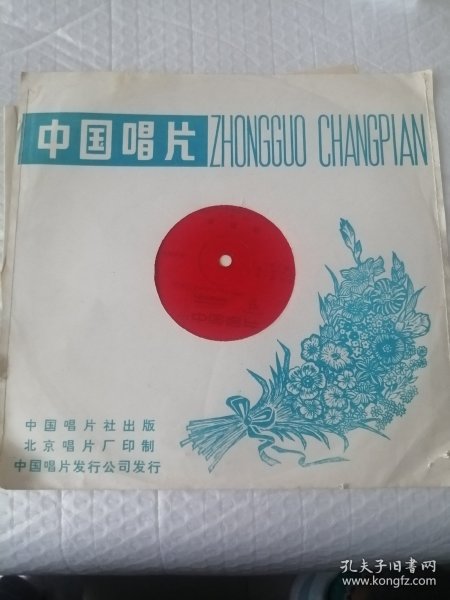 中国唱片 ZHONGGUO CHANGPIAN
中国唱片社出版
北京唱片厂印制
中国唱片发行公司发行
孔夫子旧书网
www.kongfz.com